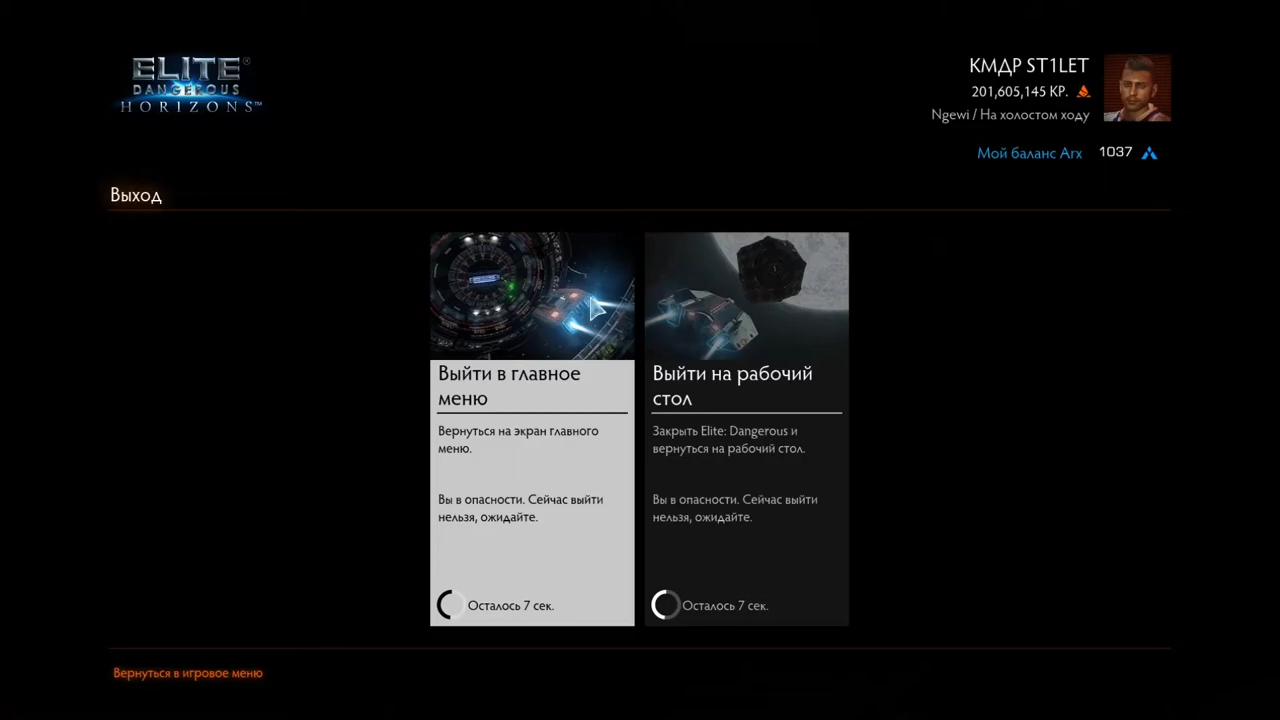 ELITE
DANGEROUS
HORIZONS™
КМДР ST1LET
201,605,145 КР.
Ngewi / На холостом ходу
Мой баланс Arx 1037
Выход
Выйти в главное
меню
Вернуться на экран главного
меню.
Вы в опасности. Сейчас выйти
нельзя, ожидайте.
Осталось 7 сек.
Выйти на рабочий
стол
Закрыть Elite: Dangerous и
вернуться на рабочий стол.
Вы в опасности. Сейчас выйти
нельзя, ожидайте.
Осталось 7 сек.
Вернуться в игровое меню